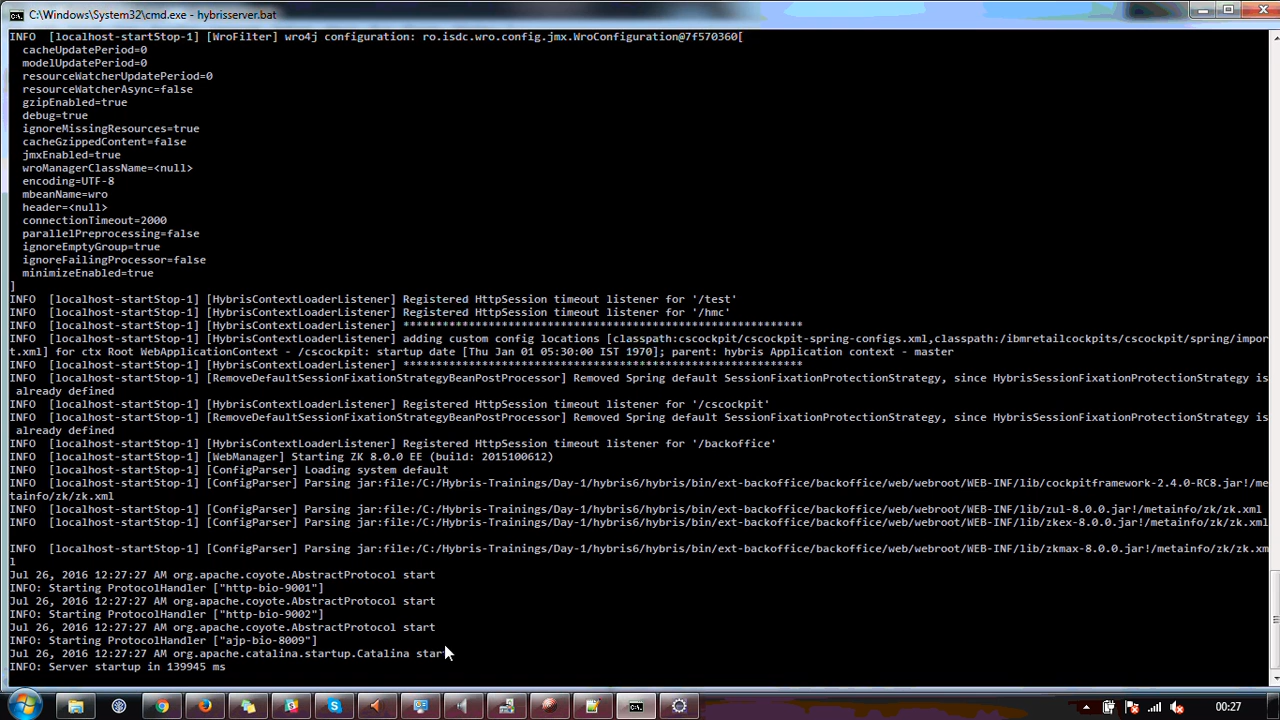 C:\Windows\System32\cmd.exe - hybrisserver.bat
INFO  [localhost-startStop-1] [WroFilter] wro4j configuration: ro.isdc.wro.config.jmx.WroConfiguration@7f570360[
  cacheUpdatePeriod=0
  modelUpdatePeriod=0
  resourceWatcherUpdatePeriod=0
  resourceWatcherAsync=false
  gzipEnabled=true
  debug=true
  ignoreMissingResources=true
  cacheGzippedContent=false
  jmxEnabled=true
  wroManagerClassName=<null>
  encoding=UTF-8
  mbeanName=wro
  header=<null>
  connectionTimeout=2000
  parallelPreprocessing=false
  ignoreEmptyGroup=true
  ignoreFailingProcessor=false
  minimizeEnabled=true
]
INFO  [localhost-startStop-1] [HybrisContextLoaderListener] Registered HttpSession timeout listener for '/test'
INFO  [localhost-startStop-1] [HybrisContextLoaderListener] Registered HttpSession timeout listener for '/hmc'
INFO  [localhost-startStop-1] [HybrisContextLoaderListener] *************************************************************
INFO  [localhost-startStop-1] [HybrisContextLoaderListener] adding custom config locations [classpath:cscockpit/cscockpit-spring-configs.xml,classpath:/ibmretailcockpits/cscockpit/spring/impor
t.xml] for ctx Root WebApplicationContext - /cscockpit: startup date [Thu Jan 01 05:30:00 IST 1970]; parent: hybris Application context - master
INFO  [localhost-startStop-1] [HybrisContextLoaderListener] *************************************************************
INFO  [localhost-startStop-1] [RemoveDefaultSessionFixationStrategyBeanPostProcessor] Removed Spring default SessionFixationProtectionStrategy, since HybrisSessionFixationProtectionStrategy is
 already defined
INFO  [localhost-startStop-1] [HybrisContextLoaderListener] Registered HttpSession timeout listener for '/cscockpit'
INFO  [localhost-startStop-1] [RemoveDefaultSessionFixationStrategyBeanPostProcessor] Removed Spring default SessionFixationProtectionStrategy, since HybrisSessionFixationProtectionStrategy is
 already defined
INFO  [localhost-startStop-1] [HybrisContextLoaderListener] Registered HttpSession timeout listener for '/backoffice'
INFO  [localhost-startStop-1] [WebManager] Starting ZK 8.0.0 EE (build: 2015100612)
INFO  [localhost-startStop-1] [ConfigParser] Loading system default
INFO  [localhost-startStop-1] [ConfigParser] Parsing jar:file:/C:/Hybris-Trainings/Day-1/hybris6/hybris/bin/ext-backoffice/backoffice/web/webroot/WEB-INF/lib/cockpitframework-2.4.0-RC8.jar!/me
tainfo/zk/zk.xml
INFO  [localhost-startStop-1] [ConfigParser] Parsing jar:file:/C:/Hybris-Trainings/Day-1/hybris6/hybris/bin/ext-backoffice/backoffice/web/webroot/WEB-INF/lib/zul-8.0.0.jar!/metainfo/zk/zk.xml
INFO  [localhost-startStop-1] [ConfigParser] Parsing jar:file:/C:/Hybris-Trainings/Day-1/hybris6/hybris/bin/ext-backoffice/backoffice/web/webroot/WEB-INF/lib/zkex-8.0.0.jar!/metainfo/zk/zk.xml
INFO  [localhost-startStop-1] [ConfigParser] Parsing jar:file:/C:/Hybris-Trainings/Day-1/hybris6/hybris/bin/ext-backoffice/backoffice/web/webroot/WEB-INF/lib/zkmax-8.0.0.jar!/metainfo/zk/zk.xm
l
Jul 26, 2016 12:27:27 AM org.apache.coyote.AbstractProtocol start
INFO: Starting ProtocolHandler ["http-bio-9001"]
Jul 26, 2016 12:27:27 AM org.apache.coyote.AbstractProtocol start
INFO: Starting ProtocolHandler ["http-bio-9002"]
Jul 26, 2016 12:27:27 AM org.apache.coyote.AbstractProtocol start
INFO: Starting ProtocolHandler ["ajp-bio-8009"]
Jul 26, 2016 12:27:27 AM org.apache.catalina.startup.Catalina start
INFO: Server startup in 139945 ms
00:27